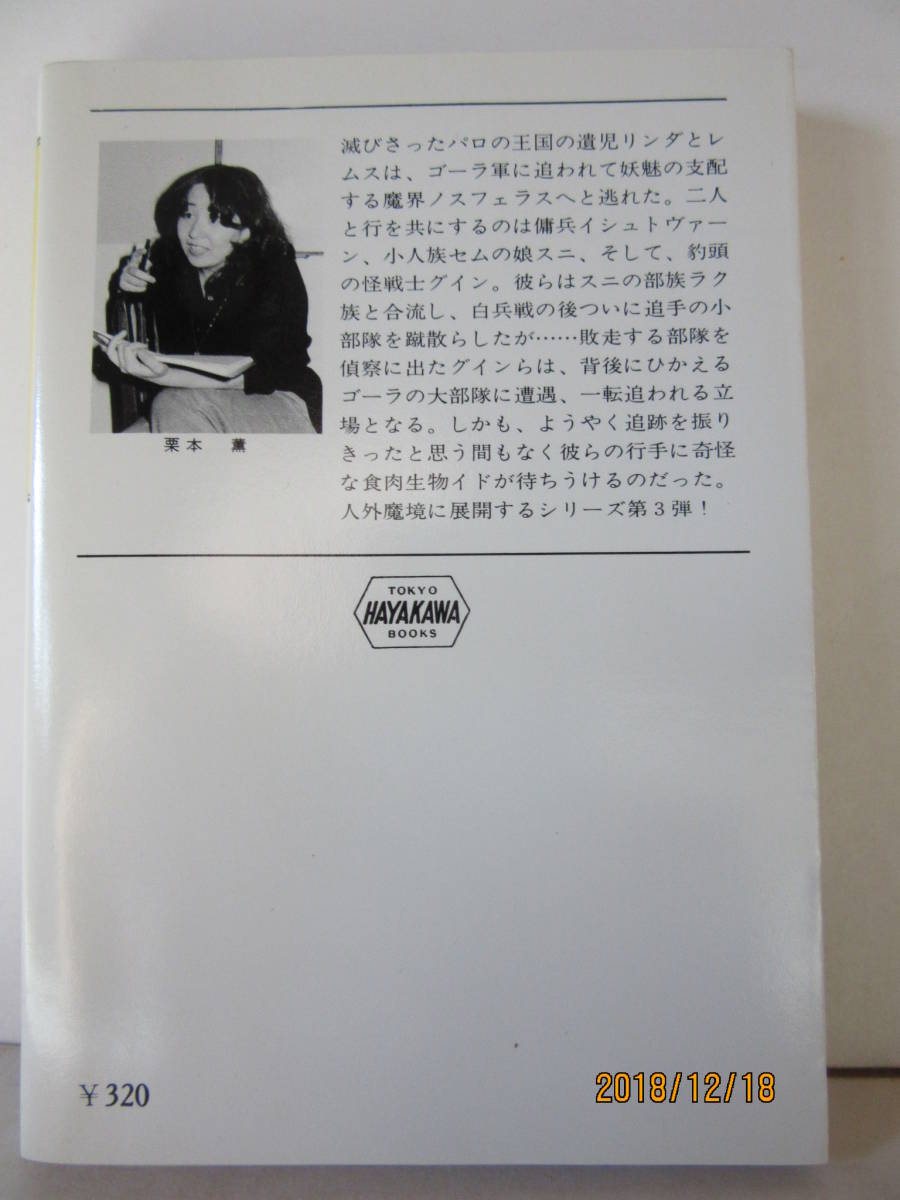 滅びさったパロの王国の遺児リンダとレ
ムスは、ゴーラ軍に追われて妖魅の支配
する魔界ノスフェラスへと逃れた。二人
と行を共にするのは傭兵イシュトヴァー
ン、小人族セムの娘スニ、そして、豹頭
の怪戦士グイン。彼らはスニの部族ラク
族と合流し、白兵戦の後ついに追手の小
部隊を蹴散らしたが……敗走する部隊を
偵察に出たグインらは、背後にひかえる
ゴーラの大部隊に遭遇、一転追われる立
場となる。しかも、ようやく追跡を振り
きったと思う間もなく彼らの行手に奇怪
な食肉生物イドが待ちうけるのだった。
人外魔境に展開するシリーズ第3弾！
栗本 薫
TOKYO
HAYAKAWA
BOOKS
¥320
2018/12/18